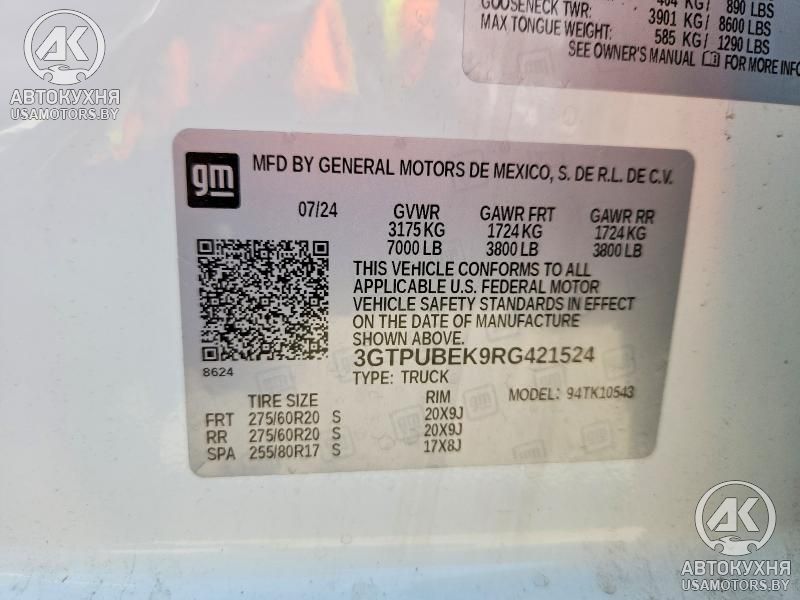 АВТОКУХНЯ
USAMOTORS.BY
404 KG/ 890 LBS
GOOSENECK TWR: 3901 KG/ 8600 LBS
MAX TONGUE WEIGHT: 585 KG/ 1290 LBS
SEE OWNER'S MANUAL FOR MORE INFO
gm MFD BY GENERAL MOTORS DE MEXICO, S. DE R.L. DE C.V.
07/24 GVWR GAWR FRT GAWR RR
3175 KG 1724 KG 1724 KG
7000 LB 3800 LB 3800 LB
THIS VEHICLE CONFORMS TO ALL
APPLICABLE U.S. FEDERAL MOTOR
VEHICLE SAFETY STANDARDS IN EFFECT
ON THE DATE OF MANUFACTURE
SHOWN ABOVE.
3GTPUBEK9RG421524
8624
TYPE: TRUCK MODEL: 94TK10543
TIRE SIZE RIM
FRT 275/60R20 S 20X9J
RR 275/60R20 S 20X9J
SPA 255/80R17 S 17X8J
АК
АВТОКУХНЯ
USAMOTORS.BY